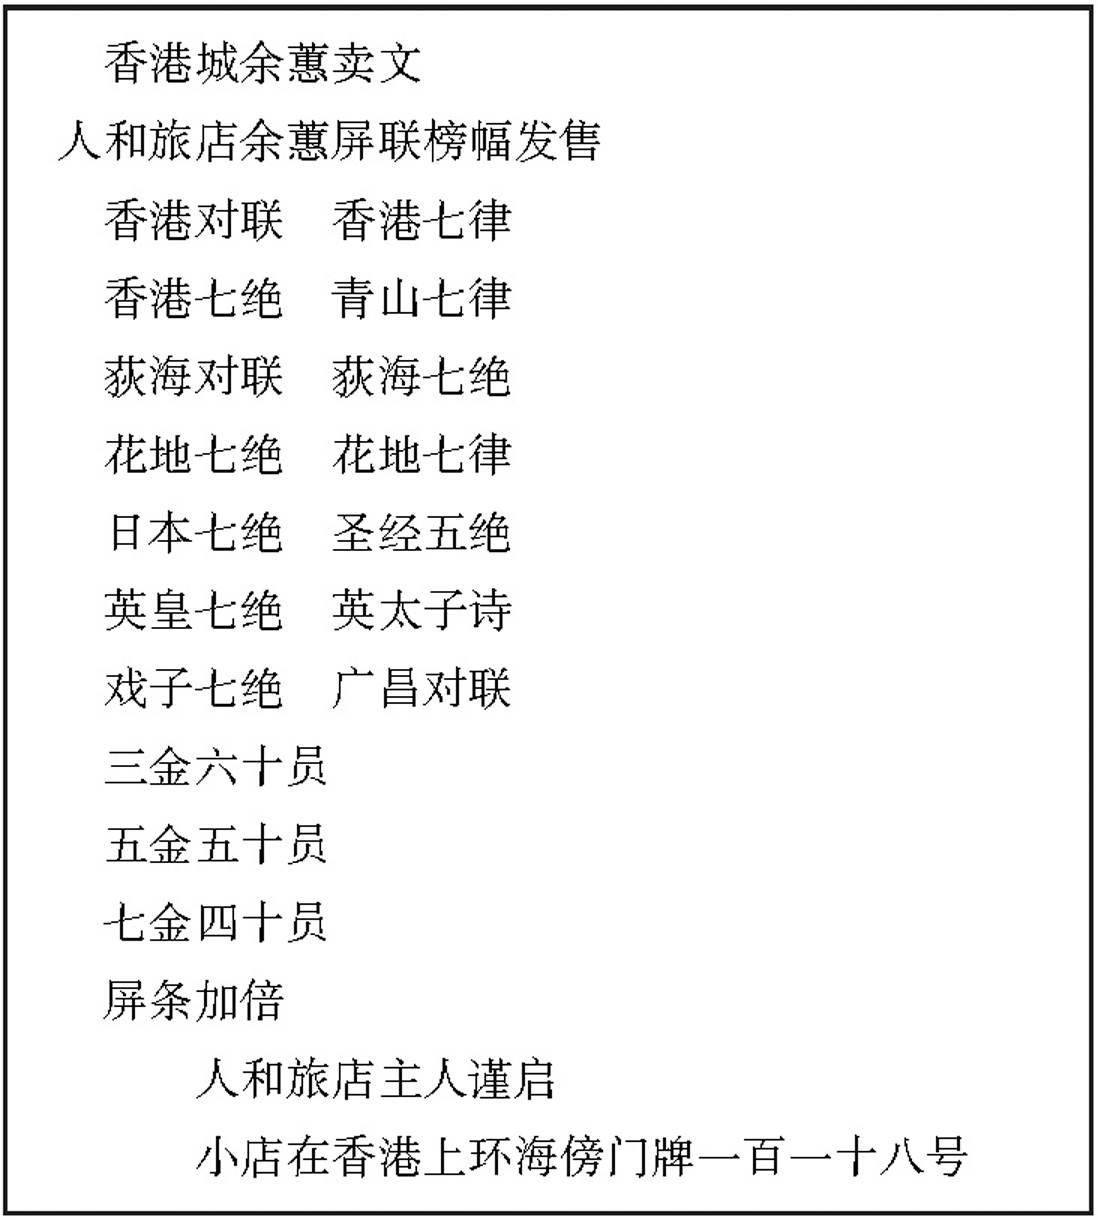 香港城余蕙卖文
人和旅店余蕙屏联榜幅发售
香港对联　香港七律
香港七绝　青山七律
荻海对联　荻海七绝
花地七绝　花地七律
日本七绝　圣经五绝
英皇七绝　英太子诗
戏子七绝　广昌对联
三金六十员
五金五十员
七金四十员
屏条加倍
人和旅店主人谨启
小店在香港上环海傍门牌一百一十八号